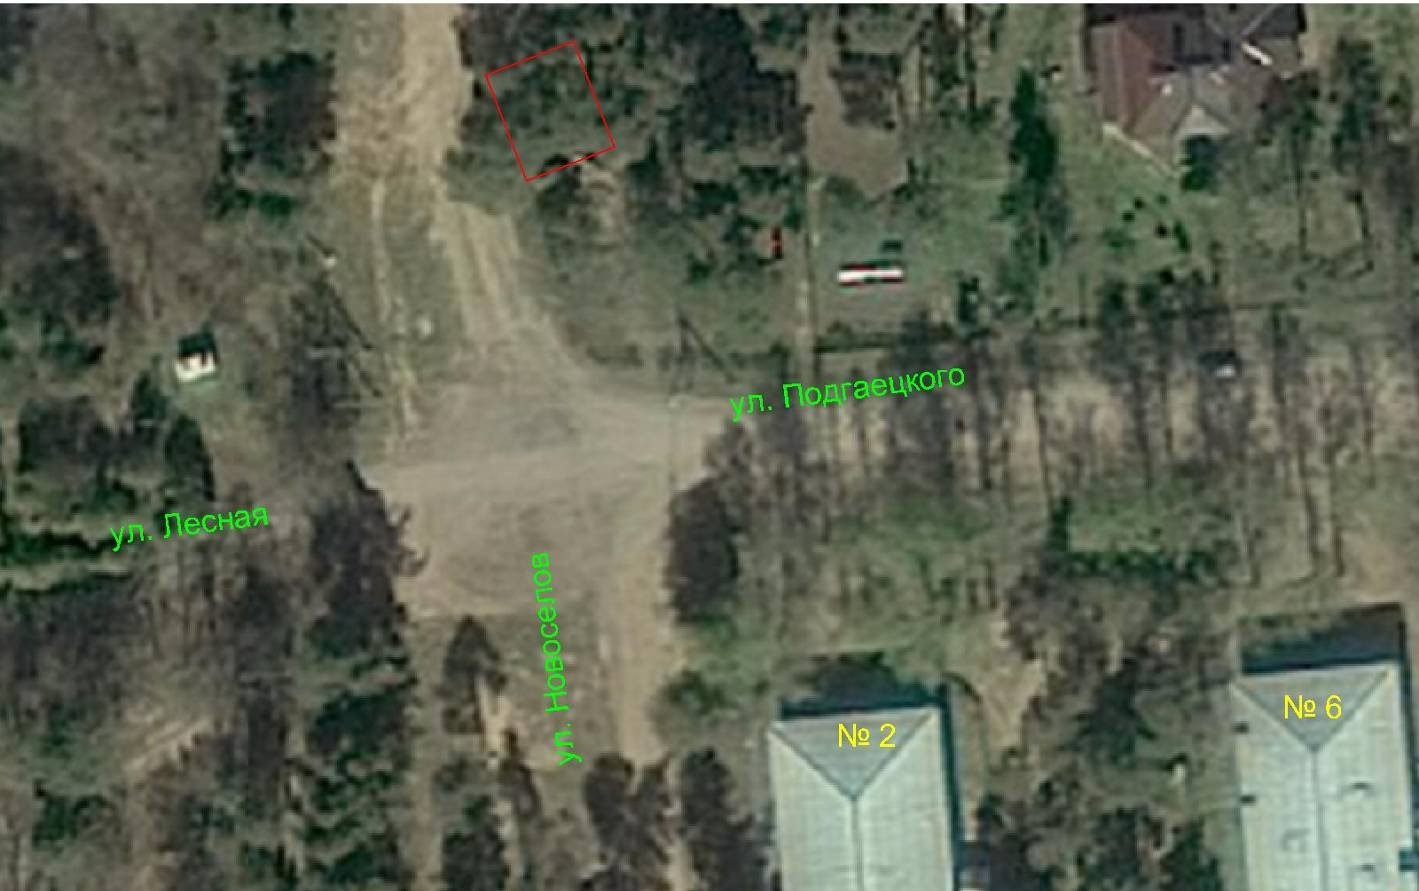 ул. Подгаецкого
ул. Лесная
ул. Новоселов
№ 2
№ 6